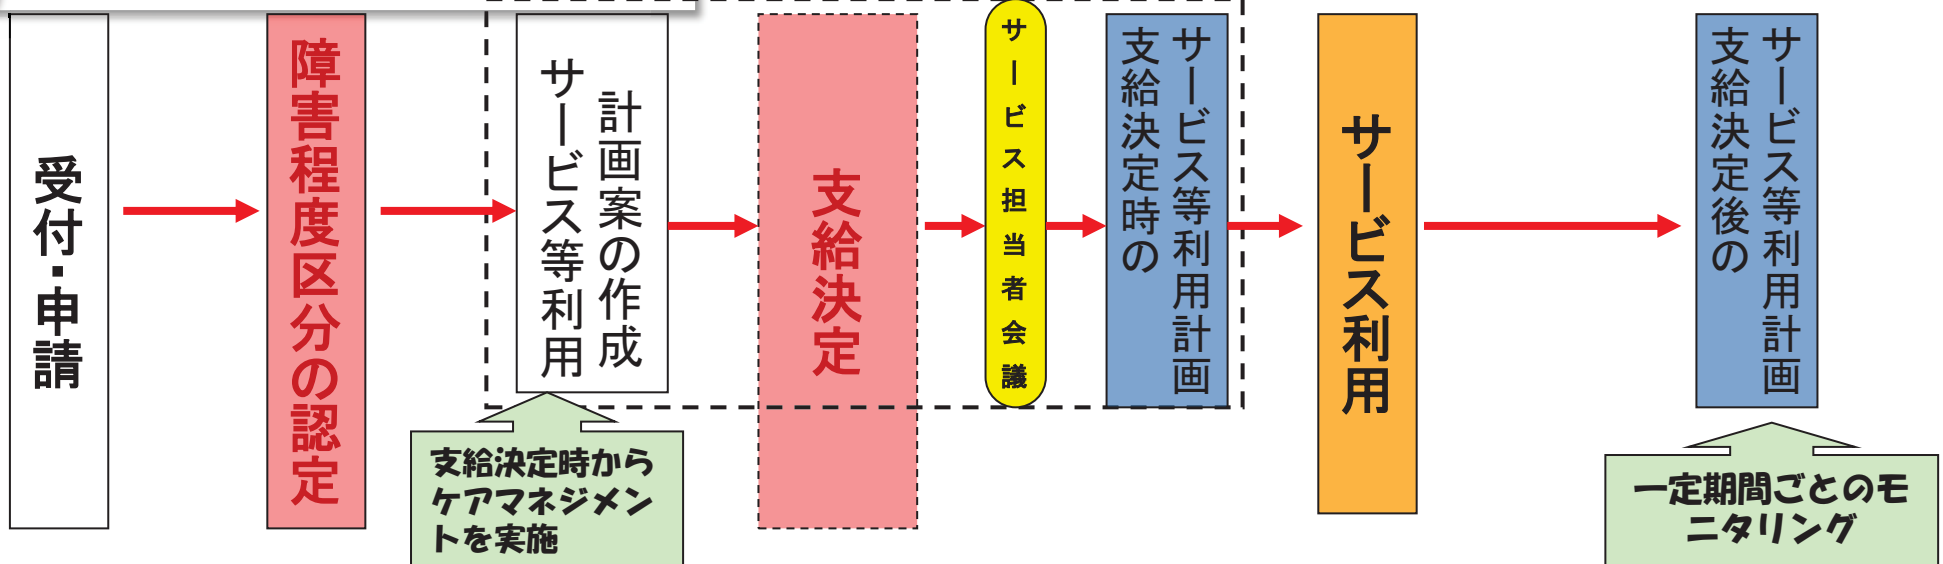 受付・申請
障害程度区分の認定
サービス等利用
計画案の作成
支給決定
サービス担当者会議
支給決定時の
サービス等利用計画
サービス利用
支給決定後の
サービス等利用計画
支給決定時から
ケアマネジメン
トを実施
一定期間ごとのモ
ニタリング